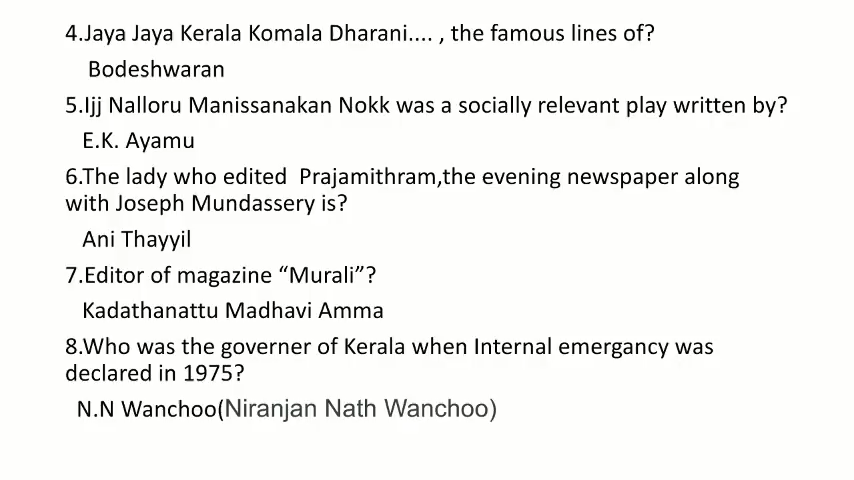 4.Jaya Jaya Kerala Komala Dharani.... , the famous lines of?
Bodeshwaran
5.Ijj Nalloru Manissanakan Nokk was a socially relevant play written by?
E.K. Ayamu
6.The lady who edited  Prajamithram,the evening newspaper along
with Joseph Mundassery is?
Ani Thayyil
7.Editor of magazine “Murali”?
Kadathanattu Madhavi Amma
8.Who was the governer of Kerala when Internal emergancy was
declared in 1975?
N.N Wanchoo(Niranjan Nath Wanchoo)